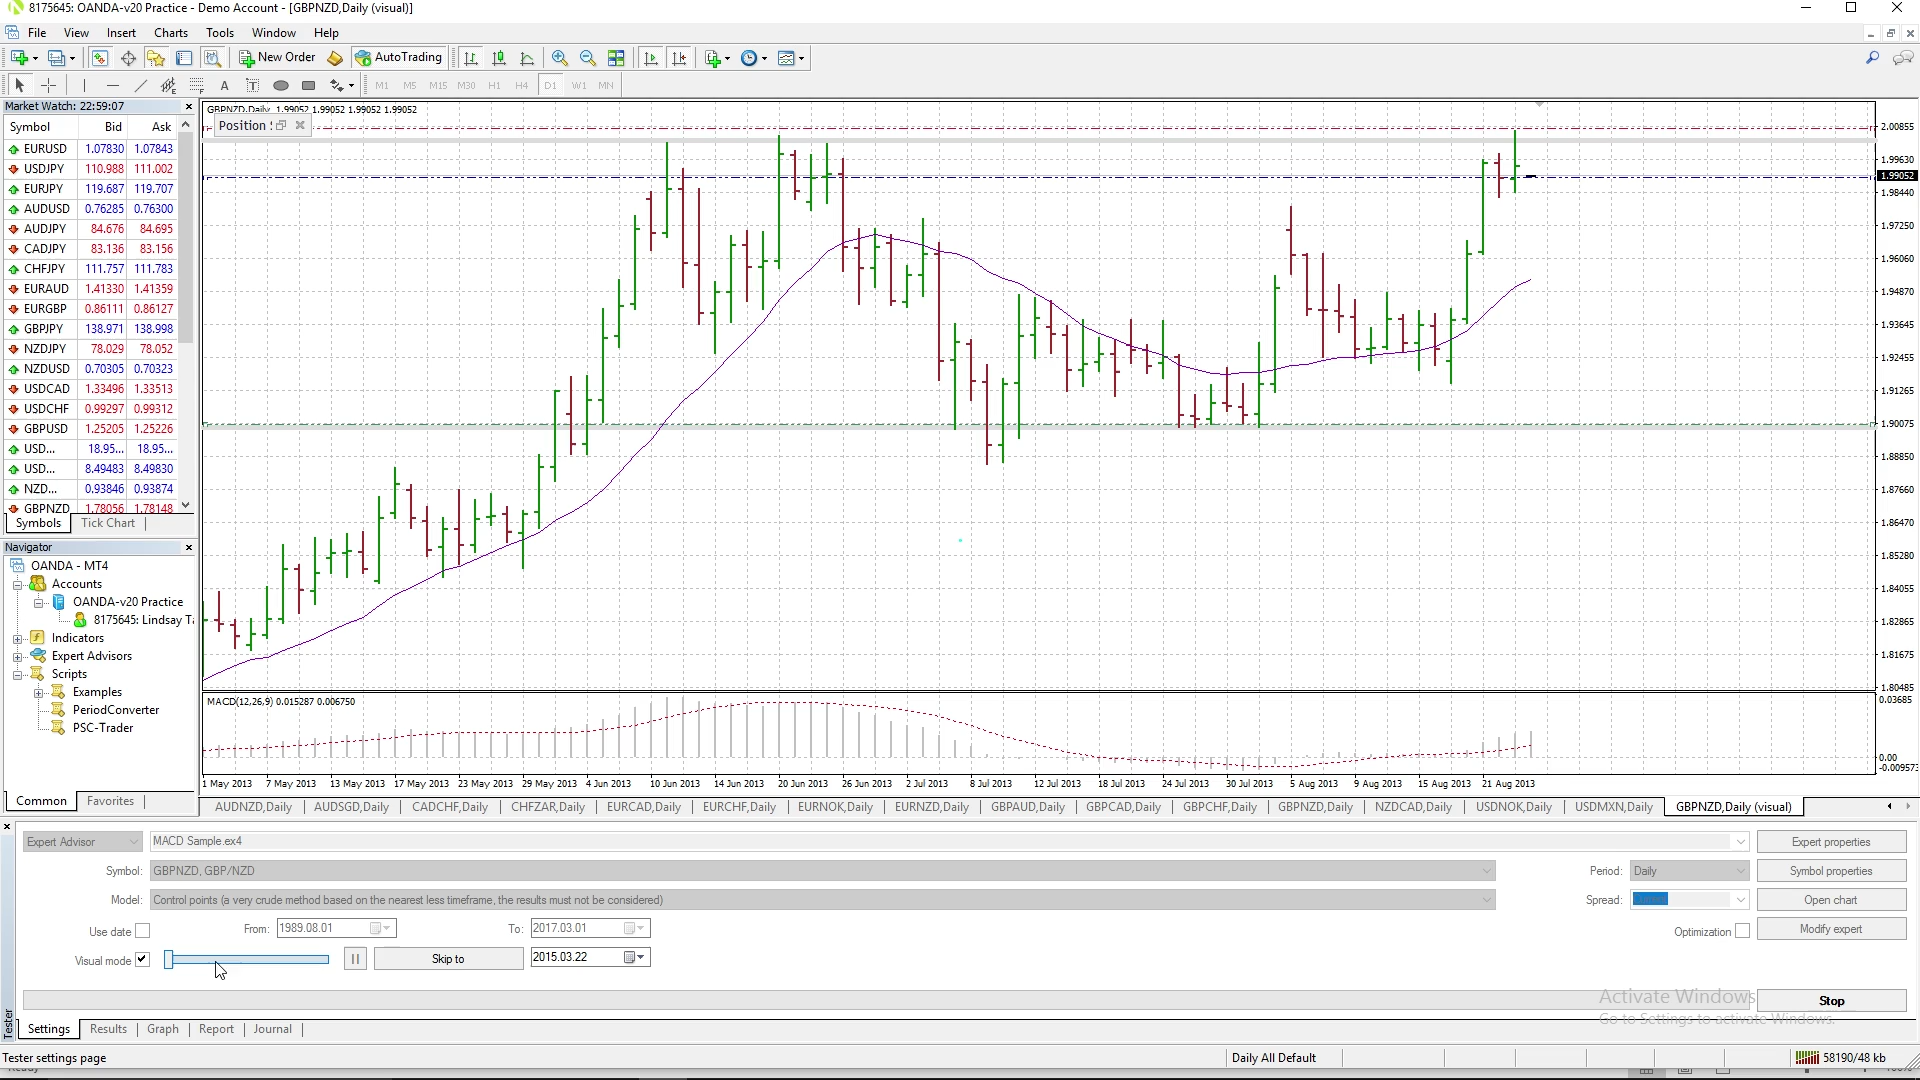 8175645: OANDA-v20 Practice - Demo Account - [GBPNZD,Daily (visual)]
File View Insert Charts Tools Window Help
New Order AutoTrading
A T M1 M5 M15 M30 H1 H4 D1 W1 MN
Market Watch: 22:59:07
Symbol Bid Ask
EURUSD 1.07830 1.07843
USDJPY 110.988 111.002
EURJPY 119.687 119.707
AUDUSD 0.76285 0.76300
AUDJPY 84.676 84.695
CADJPY 83.136 83.156
CHFJPY 111.757 111.783
EURAUD 1.41330 1.41359
EURGBP 0.86111 0.86127
GBPJPY 138.971 138.998
NZDJPY 78.029 78.052
NZDUSD 0.70305 0.70323
USDCAD 1.33496 1.33513
USDCHF 0.99297 0.99312
GBPUSD 1.25205 1.25226
USD... 18.95... 18.95...
USD... 8.49483 8.49830
NZD... 0.93846 0.93874
GBPNZD 1.78056 1.78148
Symbols Tick Chart
Navigator
OANDA - MT4
Accounts
OANDA-v20 Practice
8175645: Lindsay
Indicators
Expert Advisors
Scripts
Examples
PeriodConverter
PSC-Trader
Common Favorites
GBPNZD,Daily 1.99052 1.99052 1.99052 1.99052
Position
2.00855
1.99630
1.99052
1.98440
1.97250
1.96060
1.94870
1.93645
1.92455
1.91265
1.90075
1.88850
1.87660
1.86470
1.85280
1.84055
1.82865
1.81675
1.80485
MACD(12,26,9) 0.015287 0.006750
0.03685
0.00
-0.00957
1 May 2013 7 May 2013 13 May 2013 17 May 2013 23 May 2013 29 May 2013 4 Jun 2013 10 Jun 2013 14 Jun 2013 20 Jun 2013 26 Jun 2013 2 Jul 2013 8 Jul 2013 12 Jul 2013 18 Jul 2013 24 Jul 2013 30 Jul 2013 5 Aug 2013 9 Aug 2013 15 Aug 2013 21 Aug 2013
AUDNZD,Daily AUDSGD,Daily CADCHF,Daily CHFZAR,Daily EURCAD,Daily EURCHF,Daily EURNOK,Daily EURNZD,Daily GBPAUD,Daily GBPCAD,Daily GBPCHF,Daily GBPNZD,Daily NZDCAD,Daily USDNOK,Daily USDMXN,Daily GBPNZD,Daily (visual)
Expert Advisor MACD Sample.ex4 Expert properties
Symbol: GBPNZD, GBP/NZD Period: Daily Symbol properties
Model: Control points (a very crude method based on the nearest less timeframe, the results must not be considered) Spread: Open chart
Use date From: 1989.08.01 To: 2017.03.01 Optimization Modify expert
Visual mode Skip to 2015.03.22
Activate Windows
Go to Settings to activate Windows.
Stop
Tester
Settings Results Graph Report Journal
Tester settings page Daily All Default 58190/48 kb